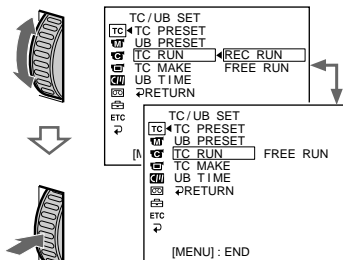 TC/UB SET
TC TC PRESET
UB PRESET
TC RUN REC RUN
TC MAKE FREE RUN
UB TIME
RETURN
ETC
[M
TC/UB SET
TC TC PRESET
UB PRESET
TC RUN FREE RUN
TC MAKE
UB TIME
RETURN
ETC
[MENU] : END